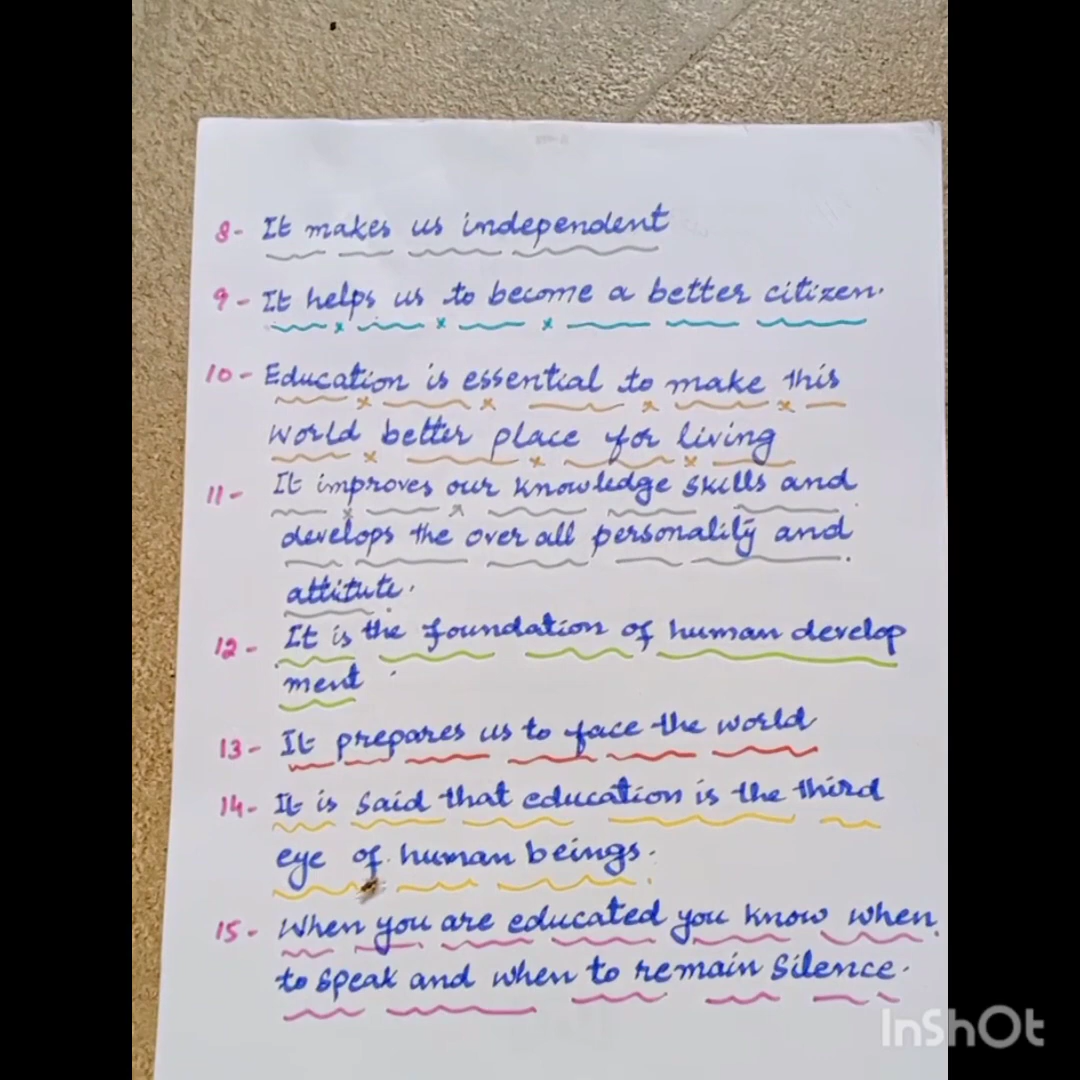 8- It makes us independent
9- It helps us to become a better citizen.
10- Education is essential to make this
world better place for living
11- It improves our knowledge skills and
develops the over all personality and
attitute.
12- It is the foundation of human develop
ment
13- It prepares us to face the world
14- It is said that education is the third
eye of human beings.
15- When you are educated you know when
to speak and when to remain silence.
InShOt